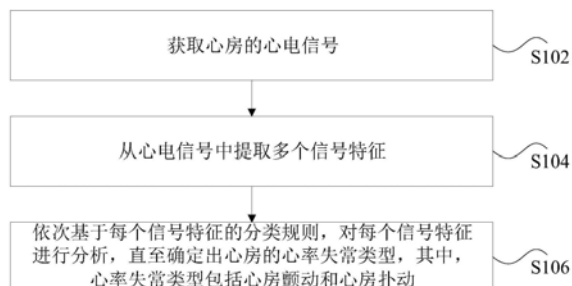 获取心房的心电信号
S102
从心电信号中提取多个信号特征
S104
依次基于每个信号特征的分类规则，对每个信号特征
进行分析，直至确定出心房的心率失常类型，其中，
心率失常类型包括心房颤动和心房扑动
S106